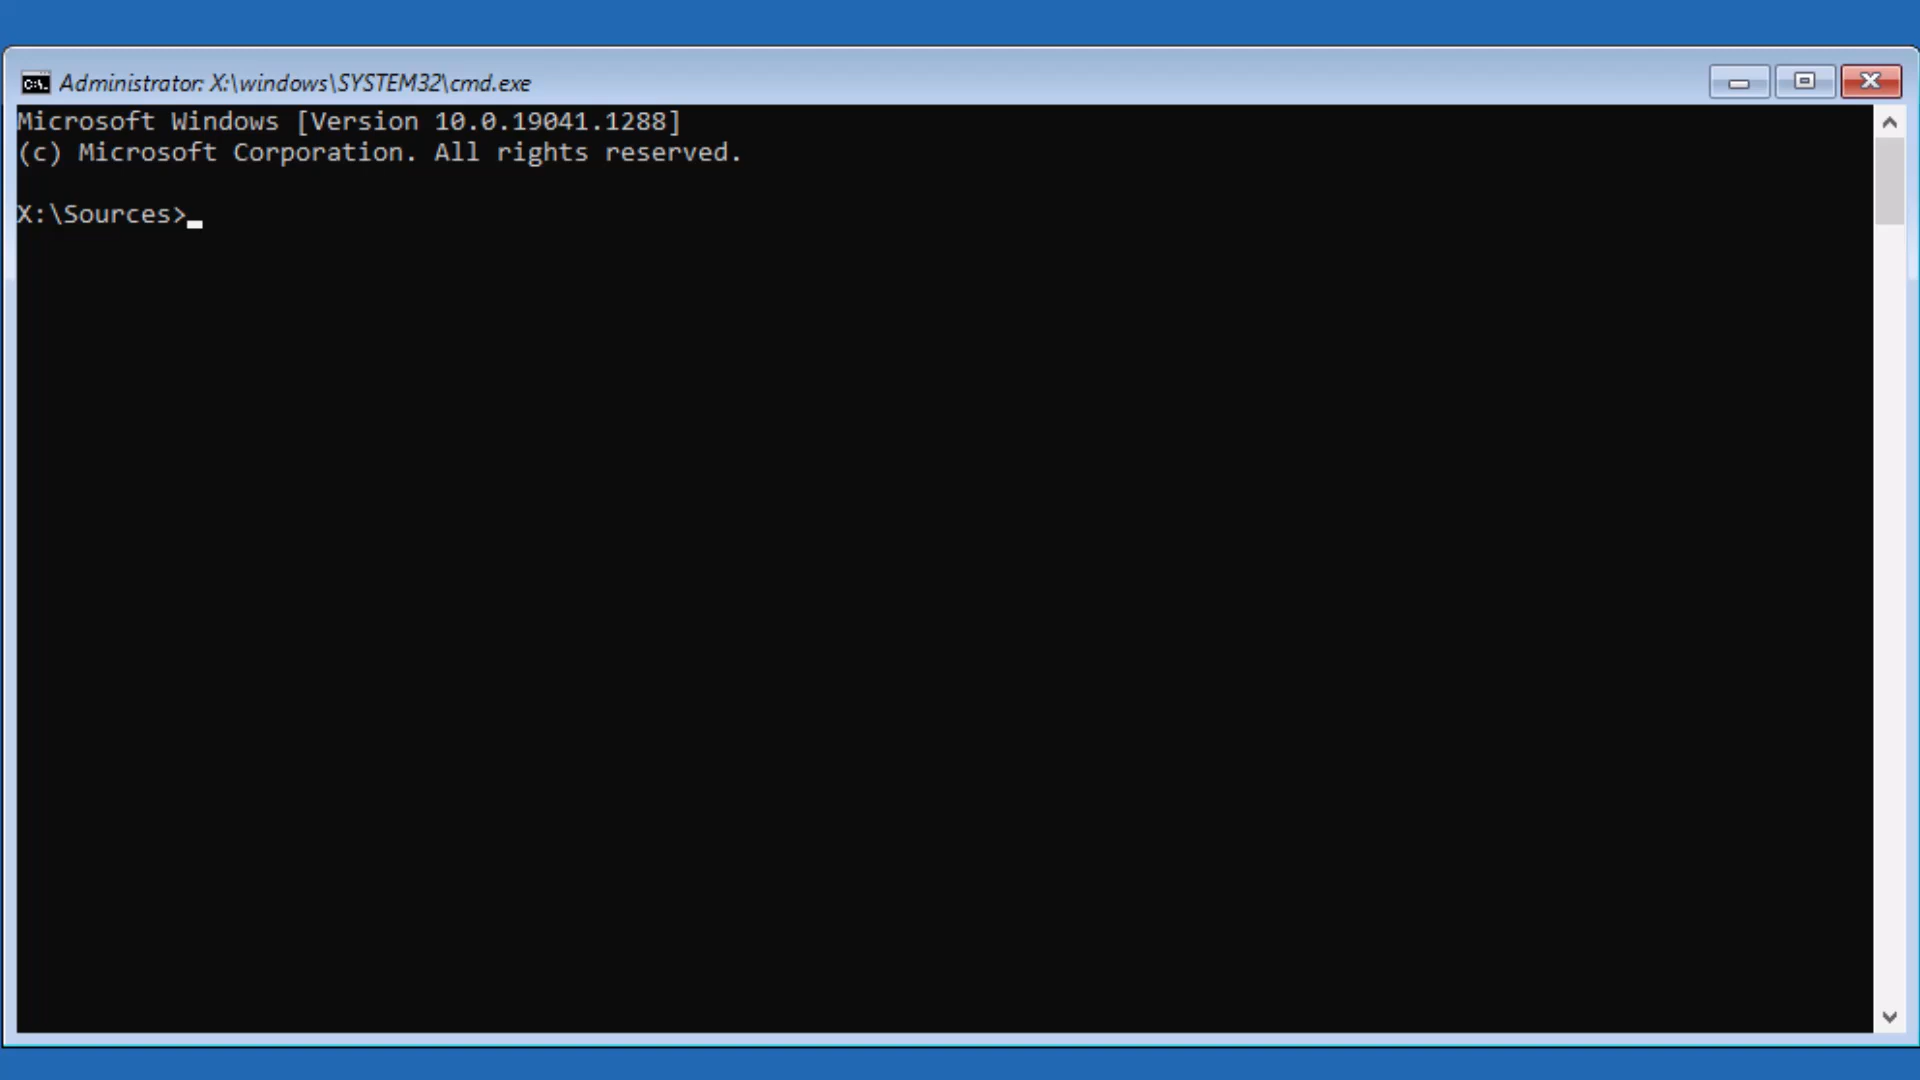 Administrator: X:\windows\SYSTEM32\cmd.exe
Microsoft Windows [Version 10.0.19041.1288]
(c) Microsoft Corporation. All rights reserved.
X:\Sources>